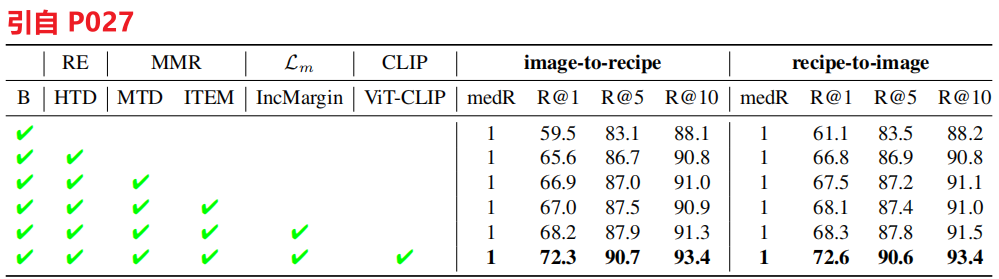 引自 P027
RE MMR ℒm CLIP image-to-recipe recipe-to-image
B HTD MTD ITEM IncMargin ViT-CLIP medR R@1 R@5 R@10 medR R@1 R@5 R@10
✔ 1 59.5 83.1 88.1 1 61.1 83.5 88.2
✔ ✔ 1 65.6 86.7 90.8 1 66.8 86.9 90.8
✔ ✔ ✔ 1 66.9 87.0 91.0 1 67.5 87.2 91.1
✔ ✔ ✔ ✔ 1 67.0 87.5 90.9 1 68.1 87.4 91.0
✔ ✔ ✔ ✔ ✔ 1 68.2 87.9 91.3 1 68.3 87.8 91.5
✔ ✔ ✔ ✔ ✔ ✔ 1 72.3 90.7 93.4 1 72.6 90.6 93.4